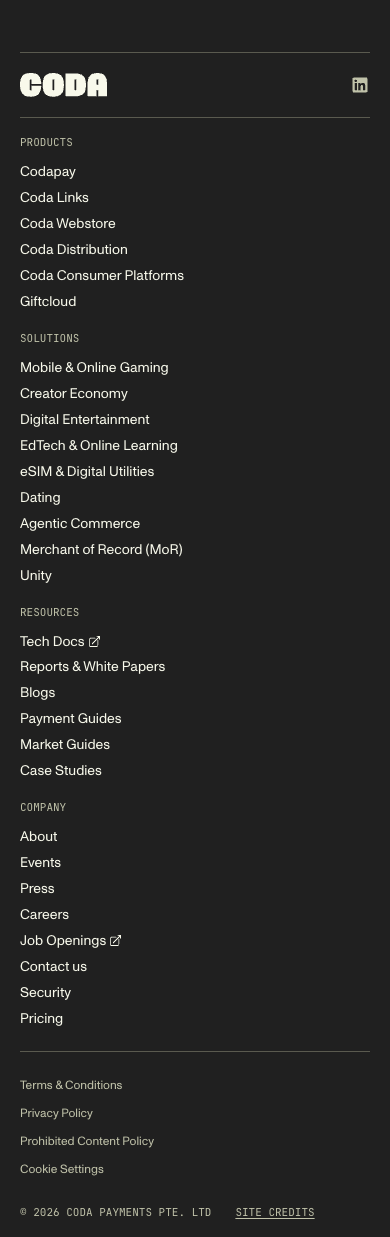 CODA
PRODUCTS
Codapay
Coda Links
Coda Webstore
Coda Distribution
Coda Consumer Platforms
Giftcloud
SOLUTIONS
Mobile & Online Gaming
Creator Economy
Digital Entertainment
EdTech & Online Learning
eSIM & Digital Utilities
Dating
Agentic Commerce
Merchant of Record (MoR)
Unity
RESOURCES
Tech Docs
Reports & White Papers
Blogs
Payment Guides
Market Guides
Case Studies
COMPANY
About
Events
Press
Careers
Job Openings
Contact us
Security
Pricing
Terms & Conditions
Privacy Policy
Prohibited Content Policy
Cookie Settings
© 2026 CODA PAYMENTS PTE. LTD SITE CREDITS